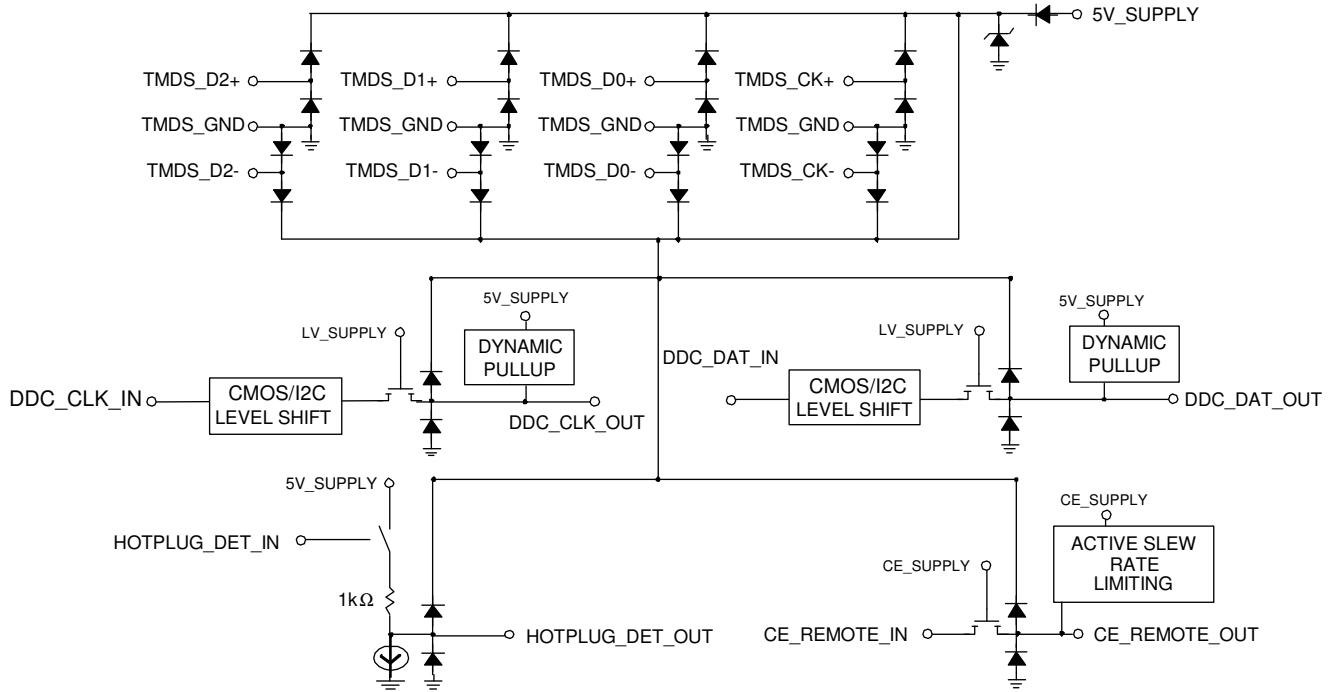 5V_SUPPLY
TMDS_D2+
TMDS_D1+
TMDS_D0+
TMDS_CK+
TMDS_GND
TMDS_GND
TMDS_GND
TMDS_GND
TMDS_D2-
TMDS_D1-
TMDS_D0-
TMDS_CK-
5V_SUPPLY
5V_SUPPLY
LV_SUPPLY
LV_SUPPLY
DYNAMIC
PULLUP
DYNAMIC
PULLUP
DDC_DAT_IN
DDC_CLK_IN
CMOS/I2C
LEVEL SHIFT
DDC_CLK_OUT
CMOS/I2C
LEVEL SHIFT
DDC_DAT_OUT
5V_SUPPLY
CE_SUPPLY
HOTPLUG_DET_IN
ACTIVE SLEW
RATE
LIMITING
CE_SUPPLY
1kΩ
HOTPLUG_DET_OUT
CE_REMOTE_IN
CE_REMOTE_OUT